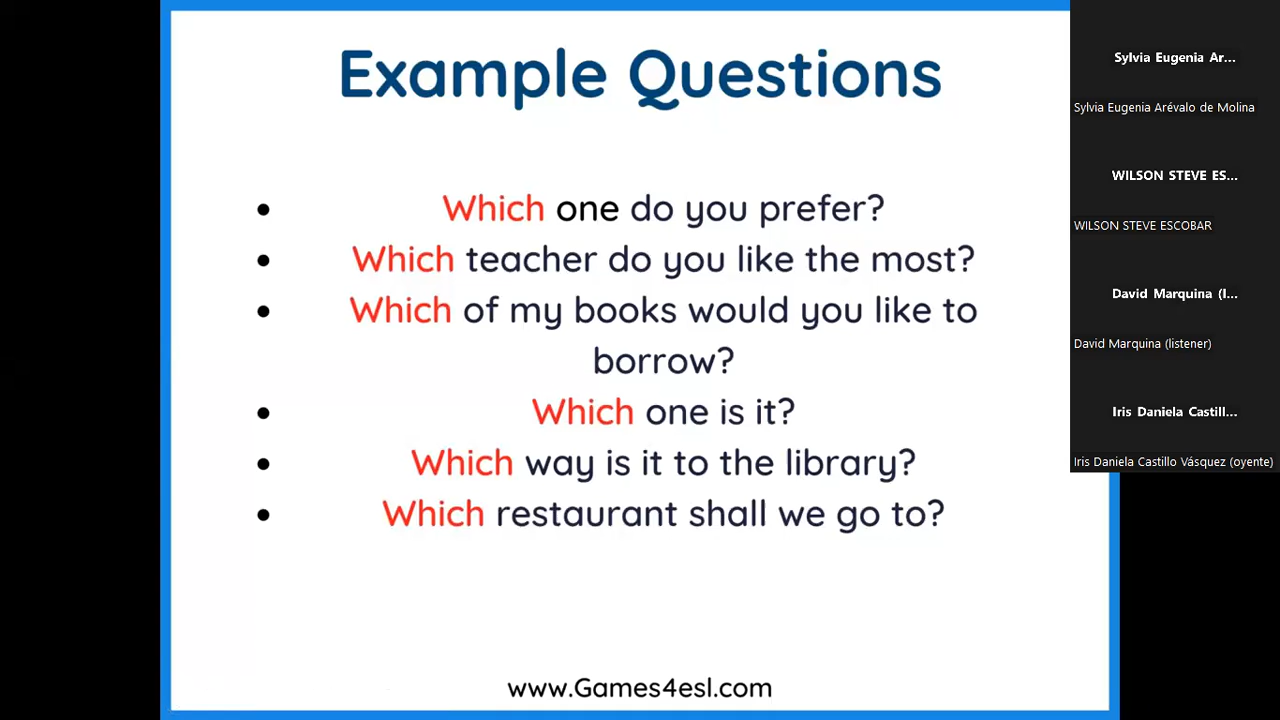 Example Questions
• Which one do you prefer?
• Which teacher do you like the most?
• Which of my books would you like to
borrow?
• Which one is it?
• Which way is it to the library?
• Which restaurant shall we go to?
www.Games4esl.com
Sylvia Eugenia Ar...
Sylvia Eugenia Arévalo de Molina
WILSON STEVE ES...
WILSON STEVE ESCOBAR
David Marquina (l...
David Marquina (listener)
Iris Daniela Castill...
Iris Daniela Castillo Vásquez (oyente)